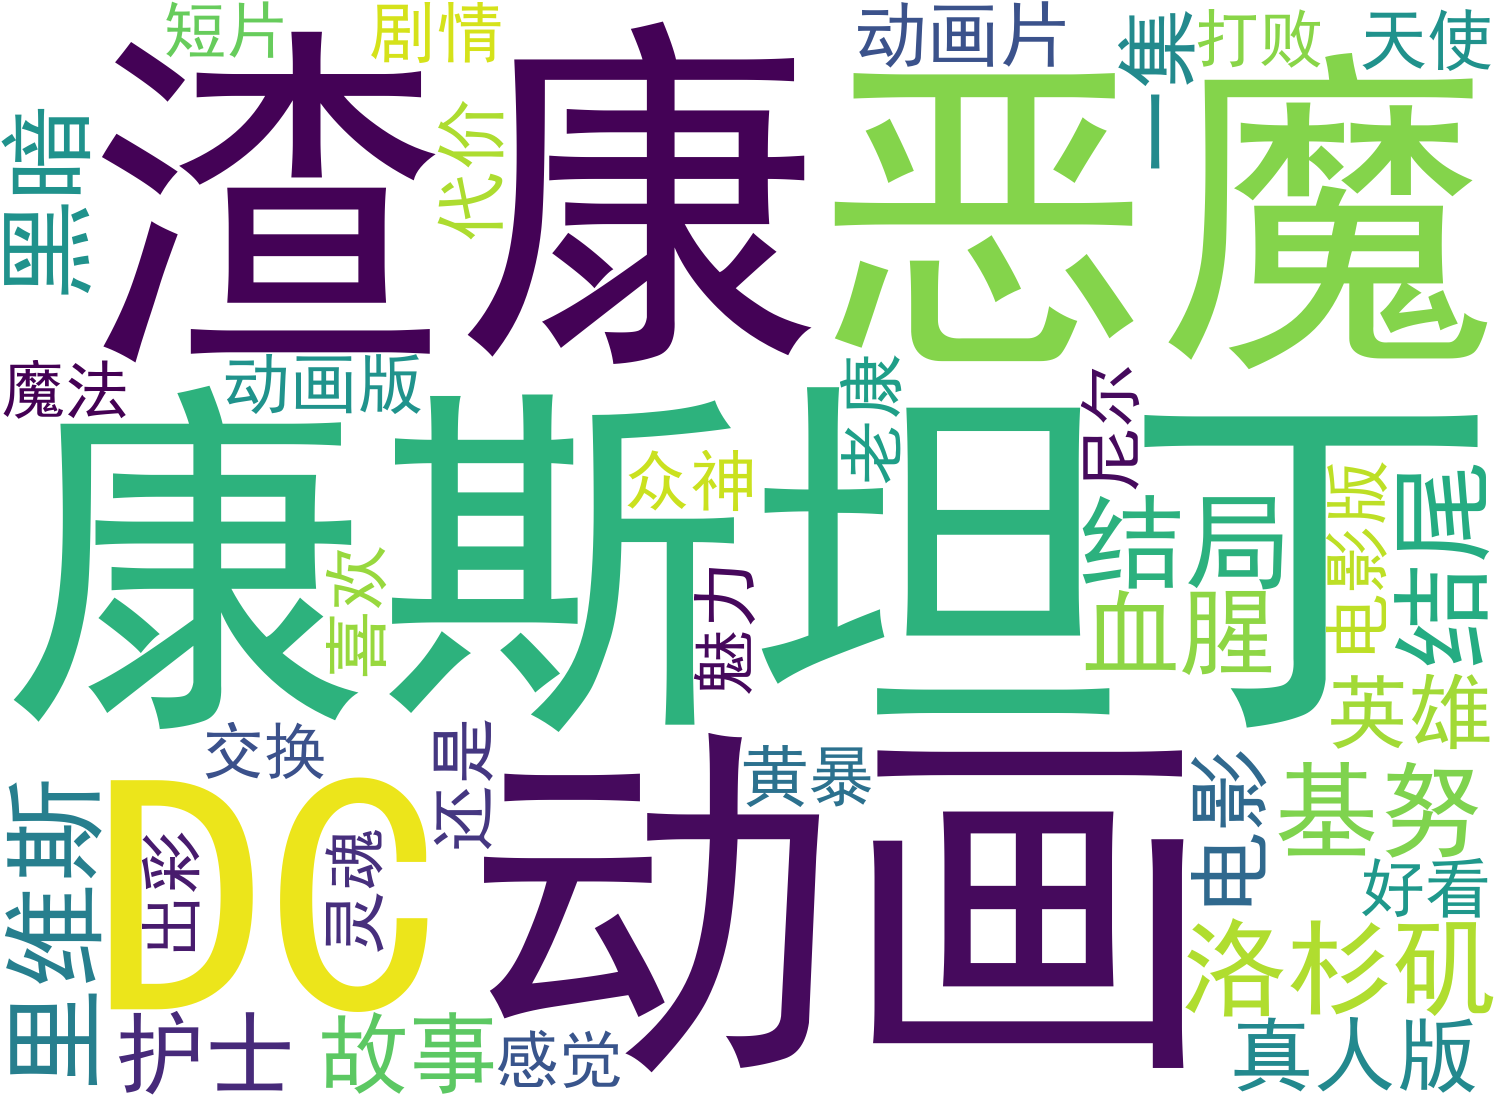 短片
剧情
动画片
一集
打败
天使
渣康
恶魔
黑暗
代价
魔法
动画版
老康
尼尔
康斯坦丁
众神
喜欢
魅力
结局
电影版
结尾
血腥
英雄
交换
还是
黄暴
电影
基努
里维斯
DC
出彩
灵魂
动画
好看
洛杉矶
护士
故事
感觉
真人版